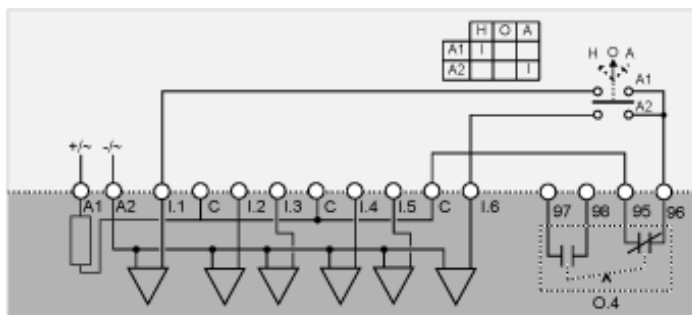 H O A
A1 I
A2 I
H O A
A1
A2
+/~ -/~
A1 A2 I.1 C I.2 I.3 C I.4 I.5 C I.6 97 98 95 96
O.4